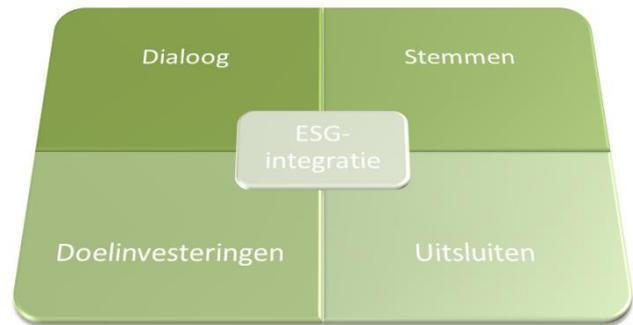 Dialoog
Stemmen
ESG-
integratie
Doelinvesteringen
Uitsluiten